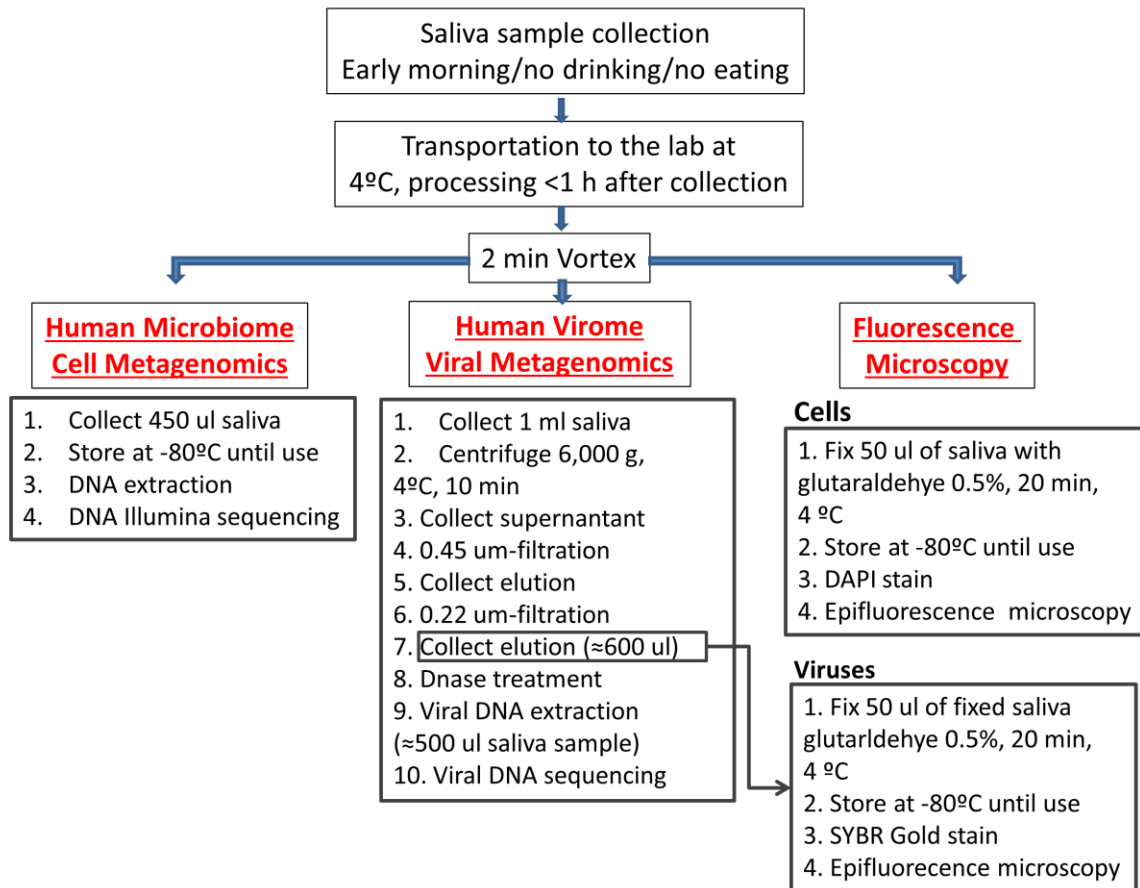 Saliva sample collection
Early morning/no drinking/no eating
Transportation to the lab at
4ºC, processing <1 h after collection
2 min Vortex
Human Microbiome
Cell Metagenomics
1. Collect 450 ul saliva
2. Store at -80ºC until use
3. DNA extraction
4. DNA Illumina sequencing
Human Virome
Viral Metagenomics
1. Collect 1 ml saliva
2. Centrifuge 6,000 g,
4ºC, 10 min
3. Collect supernantant
4. 0.45 um-filtration
5. Collect elution
6. 0.22 um-filtration
7. Collect elution (≈600 ul)
8. Dnase treatment
9. Viral DNA extraction
(≈500 ul saliva sample)
10. Viral DNA sequencing
Fluorescence
Microscopy
Cells
1. Fix 50 ul of saliva with
glutaraldehye 0.5%, 20 min,
4 ºC
2. Store at -80ºC until use
3. DAPI stain
4. Epifluorescence microscopy
Viruses
1. Fix 50 ul of fixed saliva
glutarldehye 0.5%, 20 min,
4 ºC
2. Store at -80ºC until use
3. SYBR Gold stain
4. Epifluorecence microscopy